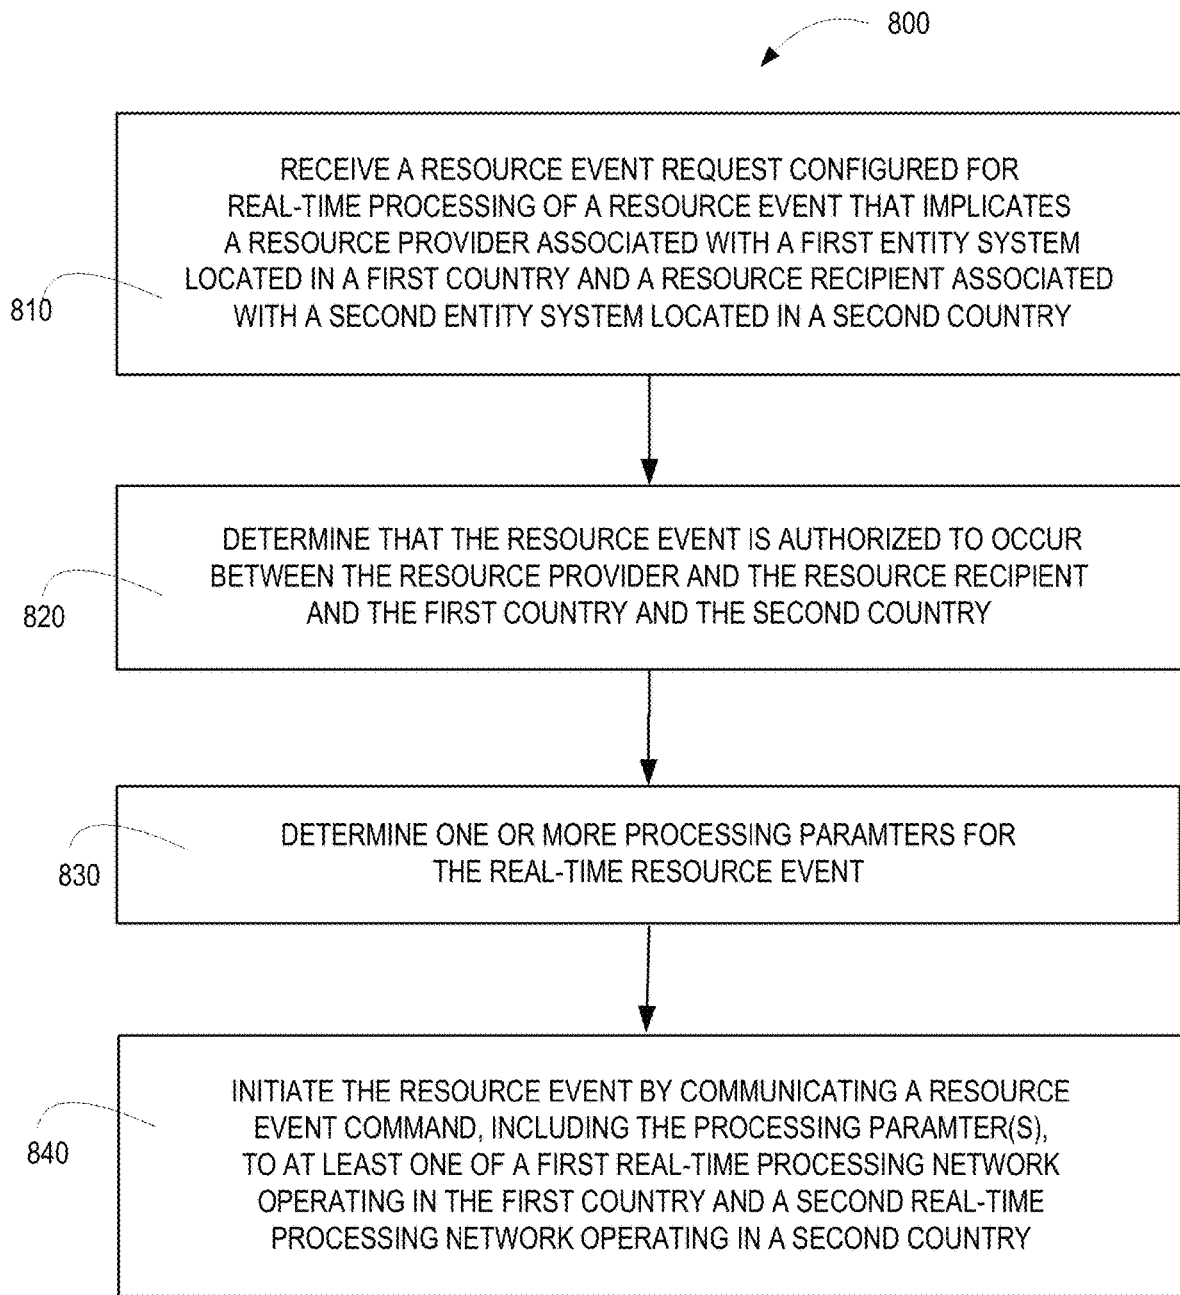 800
RECEIVE A RESOURCE EVENT REQUEST CONFIGURED FOR
REAL-TIME PROCESSING OF A RESOURCE EVENT THAT IMPLICATES
A RESOURCE PROVIDER ASSOCIATED WITH A FIRST ENTITY SYSTEM
LOCATED IN A FIRST COUNTRY AND A RESOURCE RECIPIENT ASSOCIATED
WITH A SECOND ENTITY SYSTEM LOCATED IN A SECOND COUNTRY
810
DETERMINE THAT THE RESOURCE EVENT IS AUTHORIZED TO OCCUR
BETWEEN THE RESOURCE PROVIDER AND THE RESOURCE RECIPIENT
AND THE FIRST COUNTRY AND THE SECOND COUNTRY
820
DETERMINE ONE OR MORE PROCESSING PARAMTERS FOR
THE REAL-TIME RESOURCE EVENT
830
INITIATE THE RESOURCE EVENT BY COMMUNICATING A RESOURCE
EVENT COMMAND, INCLUDING THE PROCESSING PARAMTER(S),
TO AT LEAST ONE OF A FIRST REAL-TIME PROCESSING NETWORK
OPERATING IN THE FIRST COUNTRY AND A SECOND REAL-TIME
PROCESSING NETWORK OPERATING IN A SECOND COUNTRY
840